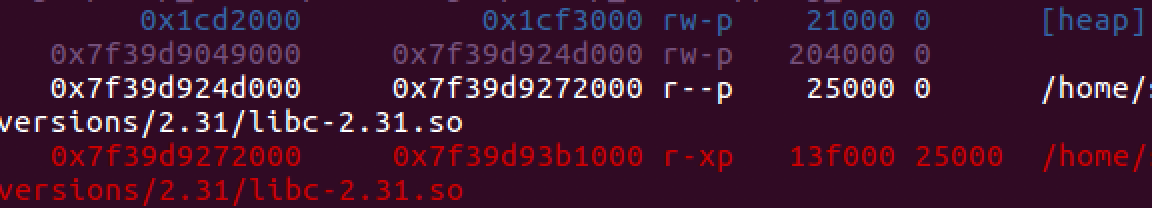 0x1cd2000 0x1cf3000 rw-p 21000 0 [heap]
0x7f39d9049000 0x7f39d924d000 rw-p 204000 0
0x7f39d924d000 0x7f39d9272000 r--p 25000 0 /home/
versions/2.31/libc-2.31.so
0x7f39d9272000 0x7f39d93b1000 r-xp 13f000 25000 /home/
versions/2.31/libc-2.31.so